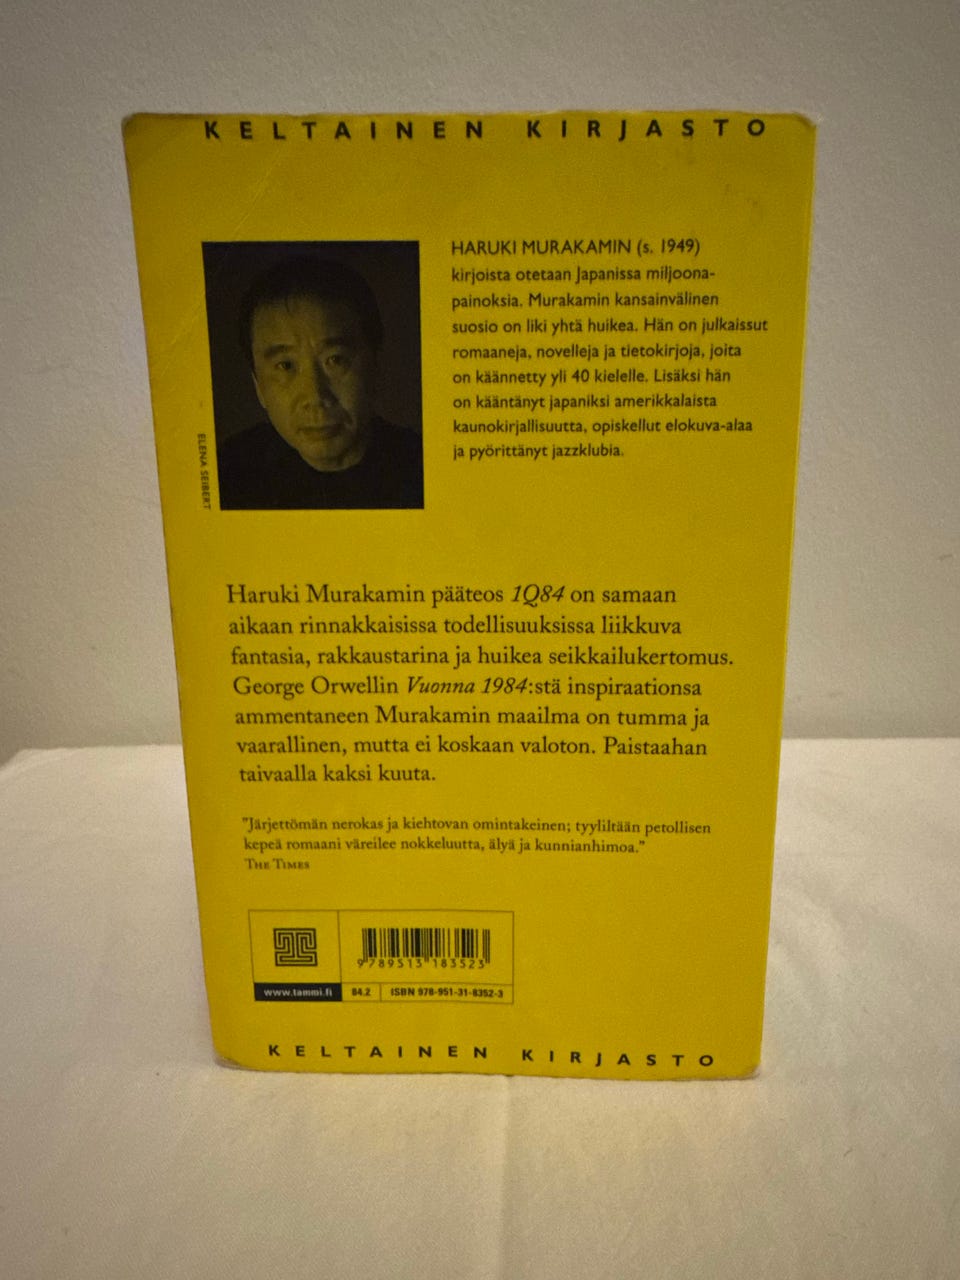 KELTAINEN KIRJASTO
HARUKI MURAKAMIN (s. 1949)
kirjoista otetaan Japanissa miljoona-
painoksia. Murakamin kansainvälinen
suosio on liki yhtä huikea. Hän on julkaissut
romaaneja, novelleja ja tietokirjoja, joita
on käännetty yli 40 kielelle. Lisäksi hän
on kääntänyt japaniksi amerikkalaista
kaunokirjallisuutta, opiskellut elokuva-alaa
ja pyörittänyt jazzklubia.
ELENA SEIBERT
Haruki Murakamin pääteos 1Q84 on samaan
aikaan rinnakkaisissa todellisuuksissa liikkuva
fantasia, rakkaustarina ja huikea seikkailukertomus.
George Orwellin Vuonna 1984:stä inspiraationsa
ammentaneen Murakamin maailma on tumma ja
vaarallinen, mutta ei koskaan valoton. Paistaahan
taivaalla kaksi kuuta.
"Järjettömän nerokas ja kiehtovan omintakeinen; tyyliltään petollisen
kepeä romaani väreilee nokkeluutta, älyä ja kunnianhimoa."
THE TIMES
9 789513 183523
www.tammi.fi 84.2 ISBN 978-951-31-8352-3
KELTAINEN KIRJASTO